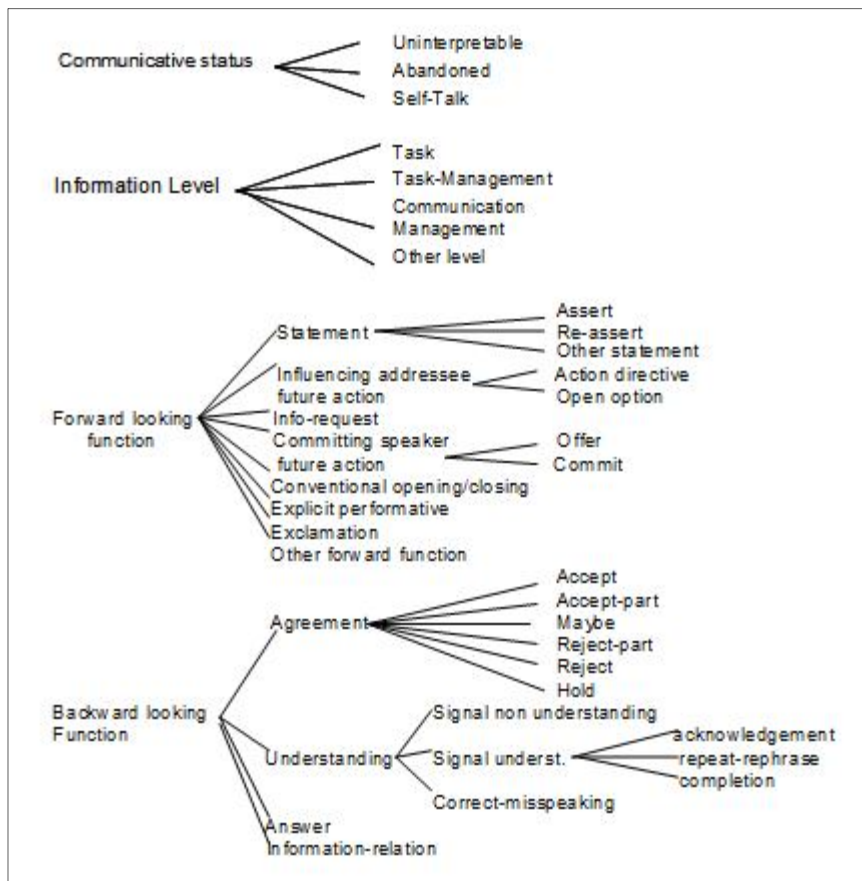 Communicative status
Uninterpretable
Abandoned
Self-Talk
Information Level
Task
Task-Management
Communication
Management
Other level
Forward looking
function
Statement
Assert
Re-assert
Other statement
Influencing addressee
future action
Action directive
Open option
Info-request
Committing speaker
future action
Offer
Commit
Conventional opening/closing
Explicit performative
Exclamation
Other forward function
Backward looking
Function
Agreement
Accept
Accept-part
Maybe
Reject-part
Reject
Hold
Understanding
Signal non understanding
Signal underst.
acknowledgement
repeat-rephrase
completion
Correct-misspeaking
Answer
Information-relation